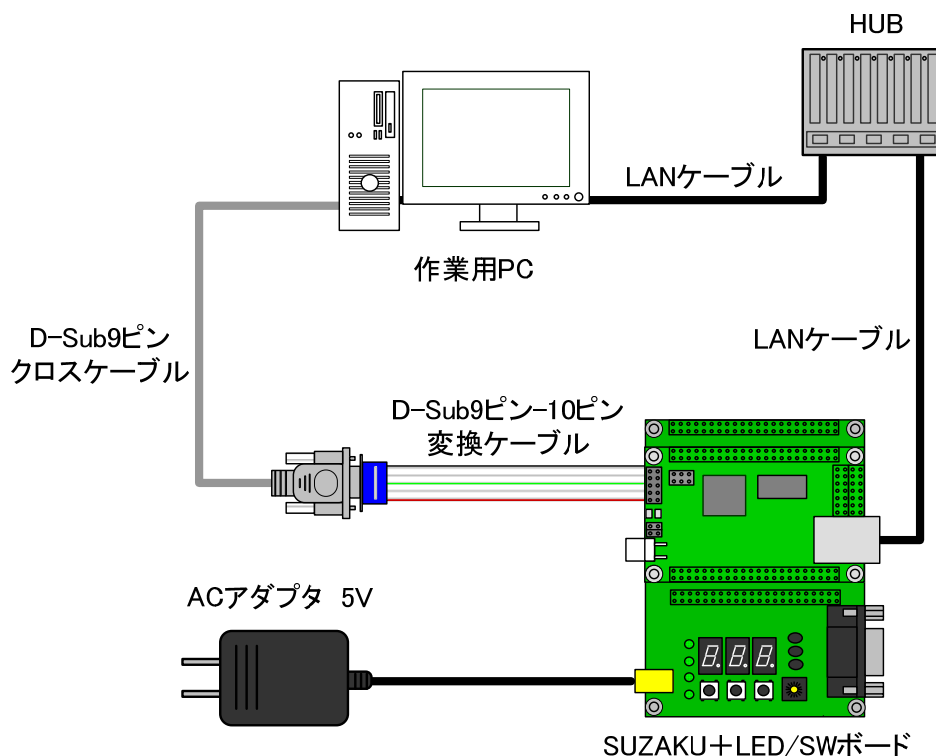 HUB
LANケーブル
作業用PC
D-Sub9ピン
クロスケーブル
LANケーブル
D-Sub9ピン-10ピン
変換ケーブル
ACアダプタ 5V
8.8.8.
SUZAKU+LED/SWボード